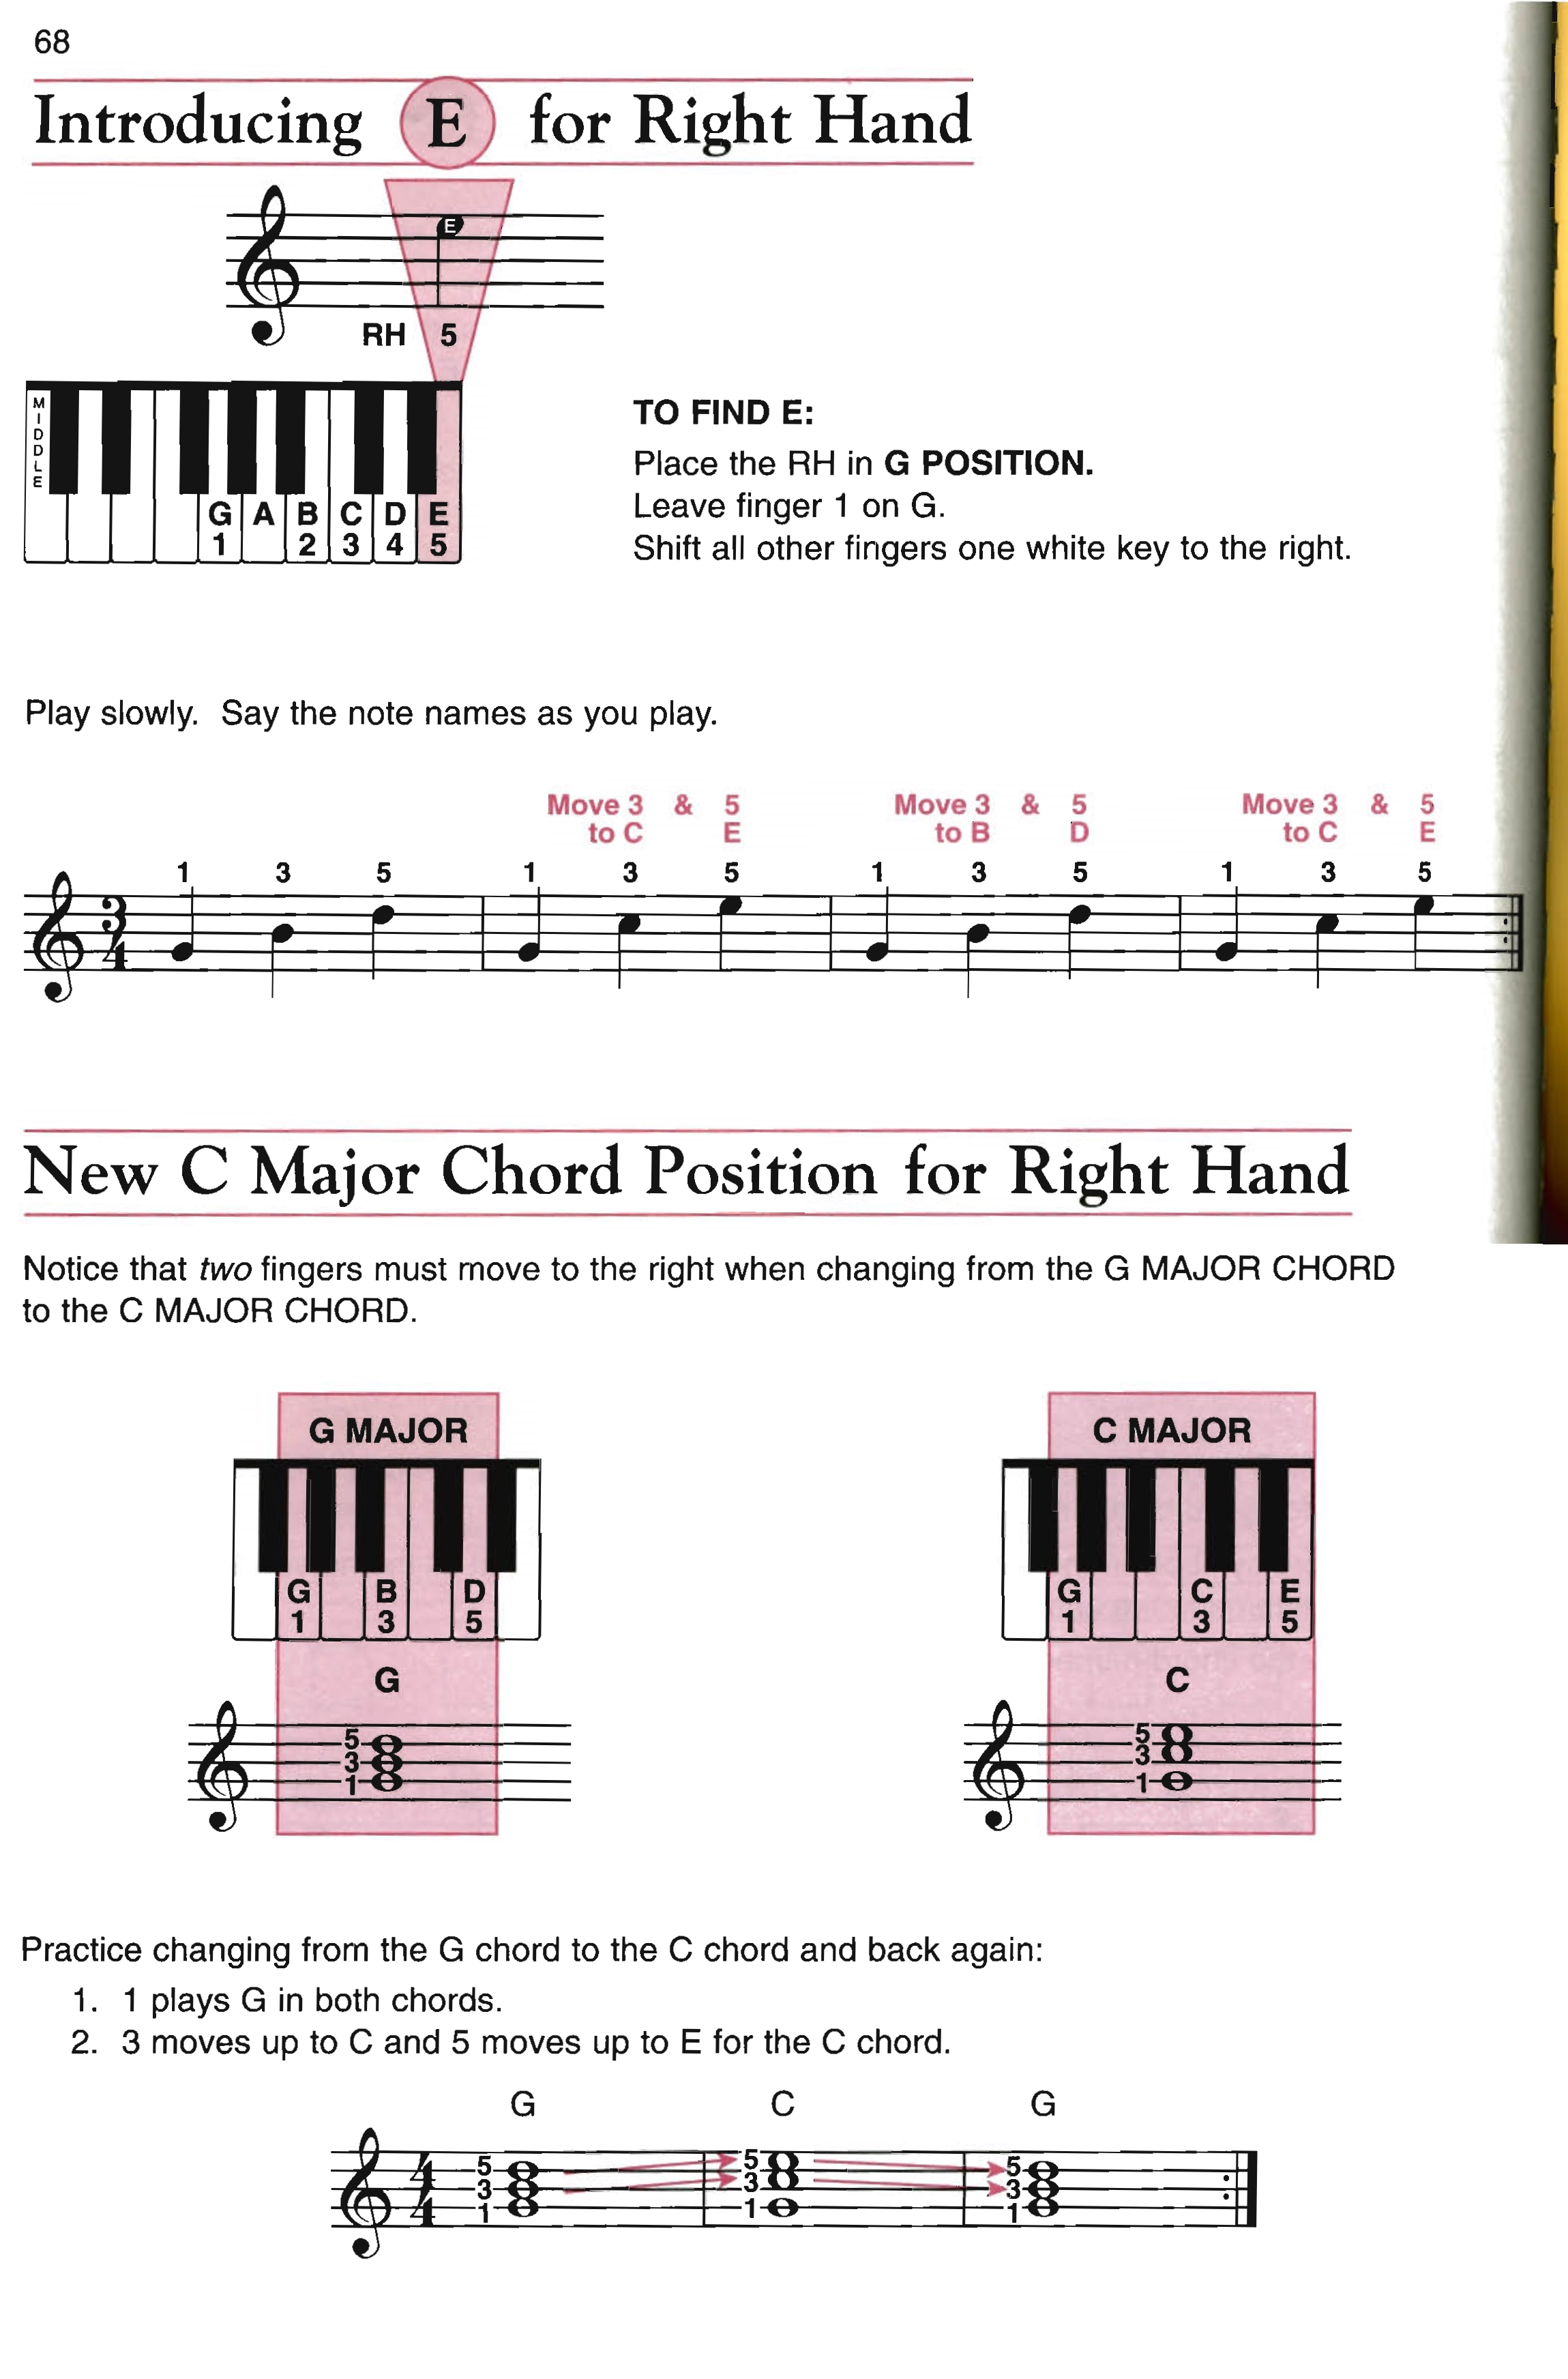 68
Introducing E for Right Hand
E
RH 5
MIDDLE
G A B C D E
1 2 3 4 5
TO FIND E:
Place the RH in G POSITION.
Leave finger 1 on G.
Shift all other fingers one white key to the right.
Play slowly. Say the note names as you play.
Move 3 & 5 Move 3 & 5 Move 3 & 5
to C E to B D to C E
1 3 5 1 3 5 1 3 5 1 3 5
3
4
New C Major Chord Position for Right Hand
Notice that two fingers must move to the right when changing from the G MAJOR CHORD
to the C MAJOR CHORD.
G MAJOR
G B D
1 3 5
G
5
3
1
C MAJOR
G C E
1 3 5
C
5
3
1
Practice changing from the G chord to the C chord and back again:
1. 1 plays G in both chords.
2. 3 moves up to C and 5 moves up to E for the C chord.
G C G
4 5 5 5
4 3 3 3
1 1 1